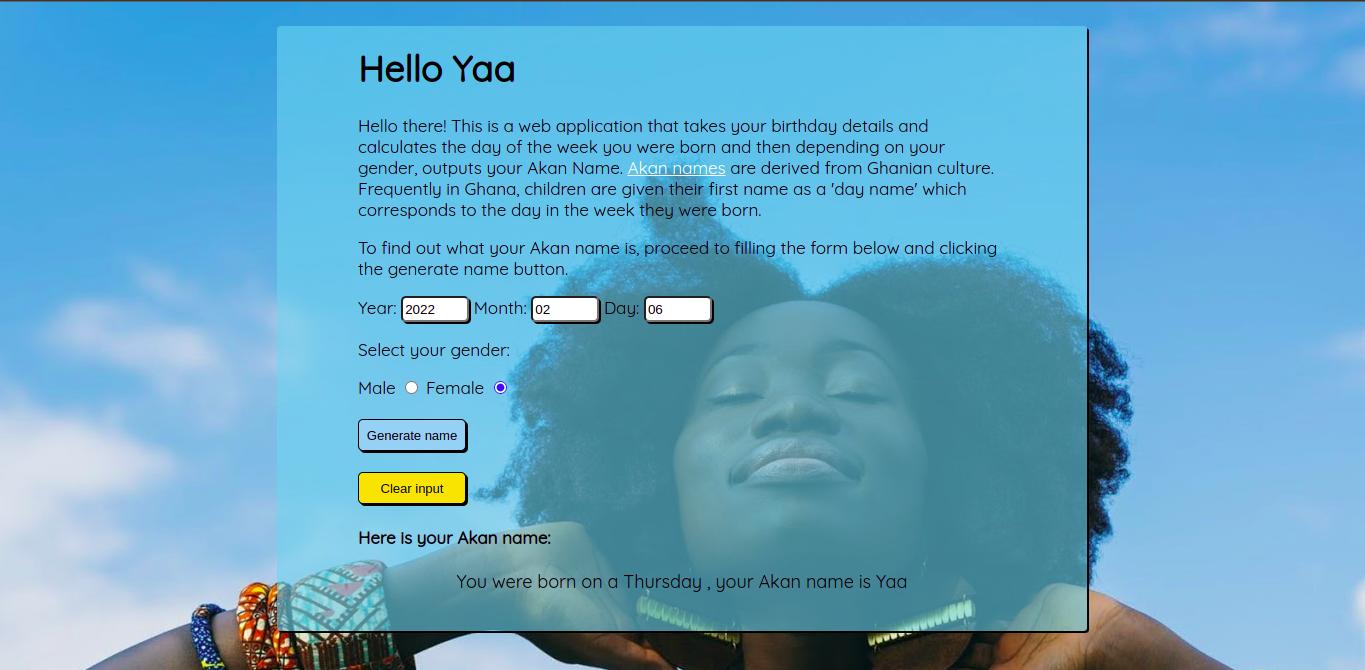 Hello Yaa
Hello there! This is a web application that takes your birthday details and
calculates the day of the week you were born and then depending on your
gender, outputs your Akan Name. Akan names are derived from Ghanian culture.
Frequently in Ghana, children are given their first name as a 'day name' which
corresponds to the day in the week they were born.
To find out what your Akan name is, proceed to filling the form below and clicking
the generate name button.
Year: 2022 Month: 02 Day: 06
Select your gender:
Male Female
Generate name
Clear input
Here is your Akan name:
You were born on a Thursday , your Akan name is Yaa